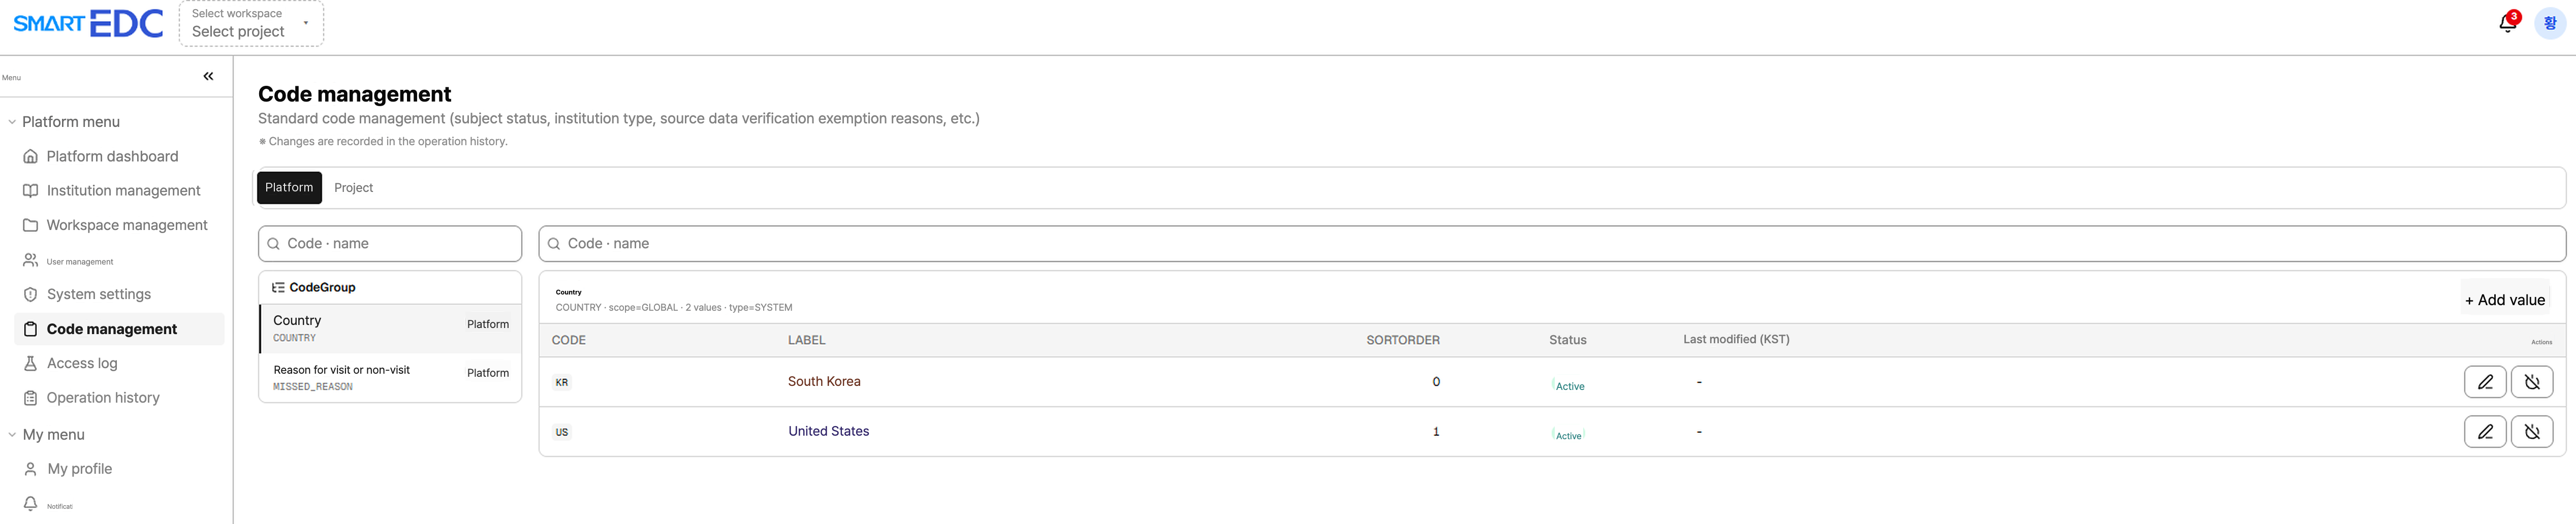 SMART EDC
Select workspace
Select project
3
황
Menu
Platform menu
Platform dashboard
Institution management
Workspace management
User management
System settings
Code management
Access log
Operation history
My menu
My profile
Notificati
Code management
Standard code management (subject status, institution type, source data verification exemption reasons, etc.)
※ Changes are recorded in the operation history.
Platform Project
Code · name
CodeGroup
Country Platform
COUNTRY
Reason for visit or non-visit Platform
MISSED_REASON
Code · name
Country
COUNTRY · scope=GLOBAL · 2 values · type=SYSTEM
+ Add value
CODE LABEL SORTORDER Status Last modified (KST) Actions
KR South Korea 0 Active -
US United States 1 Active -